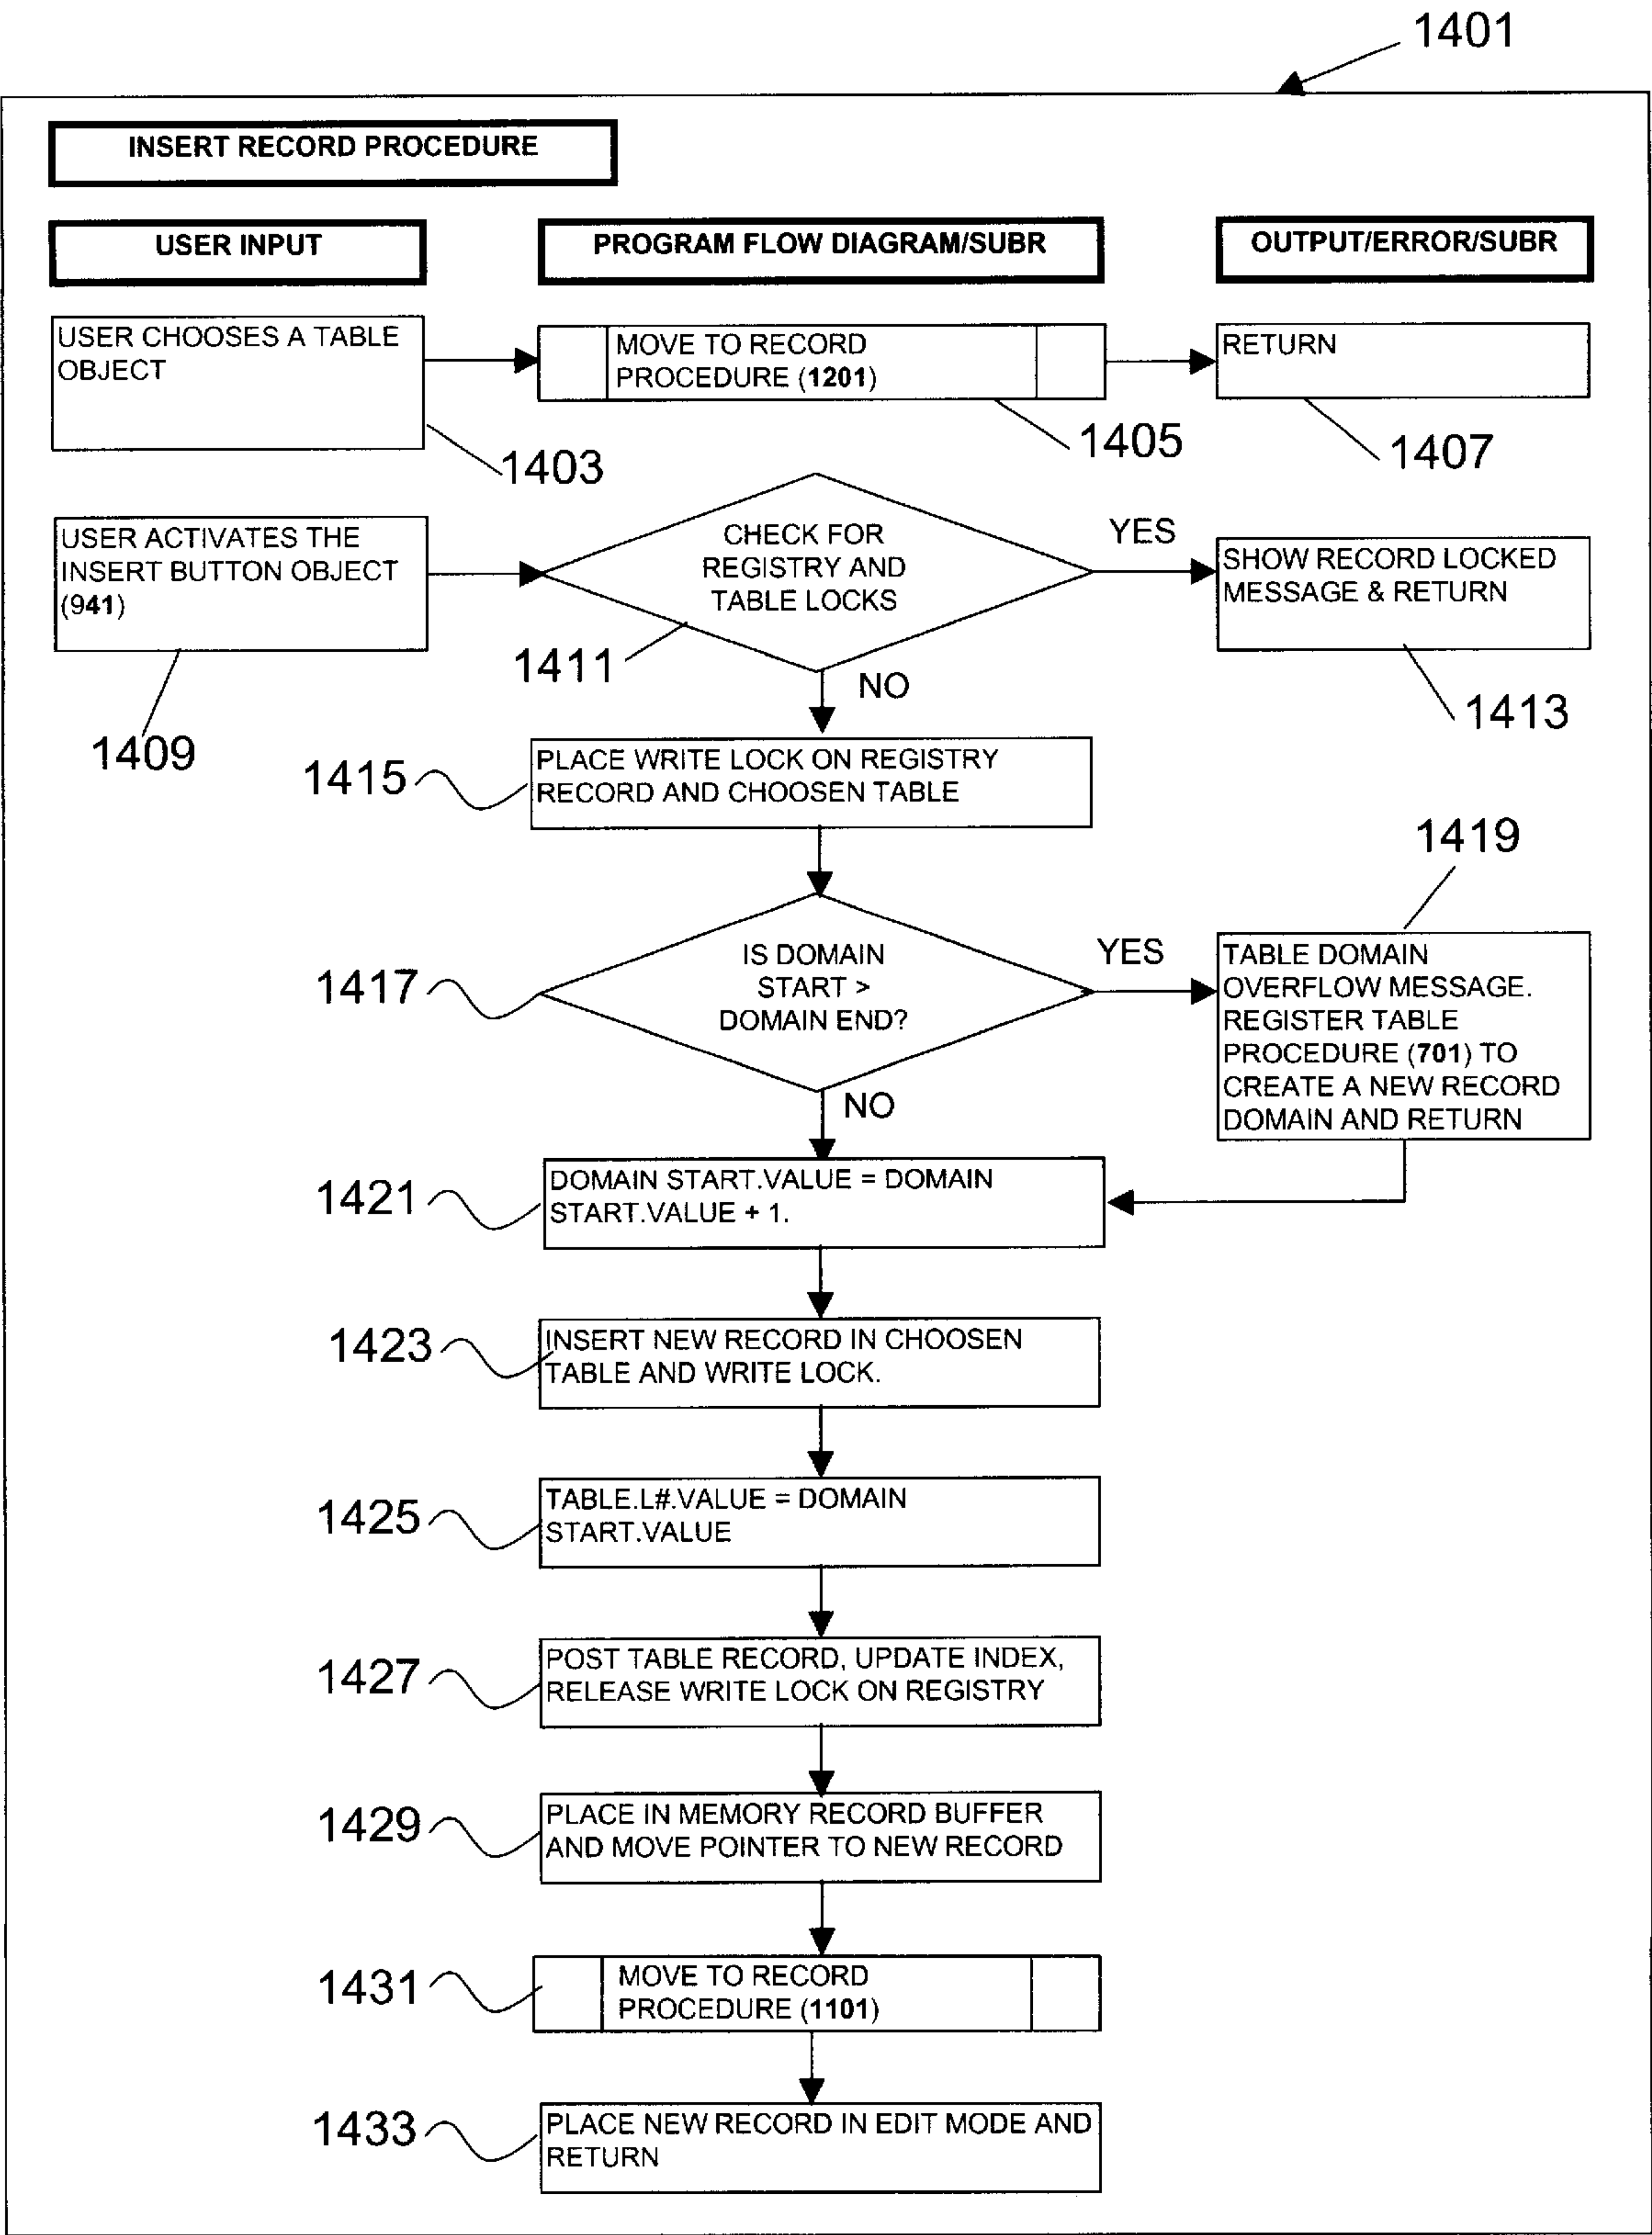 1401
INSERT RECORD PROCEDURE
USER INPUT
PROGRAM FLOW DIAGRAM/SUBR
OUTPUT/ERROR/SUBR
USER CHOOSES A TABLE
OBJECT
1403
MOVE TO RECORD
PROCEDURE (1201)
1405
RETURN
1407
USER ACTIVATES THE
INSERT BUTTON OBJECT
(941)
1409
CHECK FOR
REGISTRY AND
TABLE LOCKS
1411
YES
SHOW RECORD LOCKED
MESSAGE & RETURN
1413
NO
1415
PLACE WRITE LOCK ON REGISTRY
RECORD AND CHOOSEN TABLE
1417
IS DOMAIN
START >
DOMAIN END?
YES
1419
TABLE DOMAIN
OVERFLOW MESSAGE.
REGISTER TABLE
PROCEDURE (701) TO
CREATE A NEW RECORD
DOMAIN AND RETURN
NO
1421
DOMAIN START.VALUE = DOMAIN
START.VALUE + 1.
1423
INSERT NEW RECORD IN CHOOSEN
TABLE AND WRITE LOCK.
1425
TABLE.L#.VALUE = DOMAIN
START.VALUE
1427
POST TABLE RECORD, UPDATE INDEX,
RELEASE WRITE LOCK ON REGISTRY
1429
PLACE IN MEMORY RECORD BUFFER
AND MOVE POINTER TO NEW RECORD
1431
MOVE TO RECORD
PROCEDURE (1101)
1433
PLACE NEW RECORD IN EDIT MODE AND
RETURN